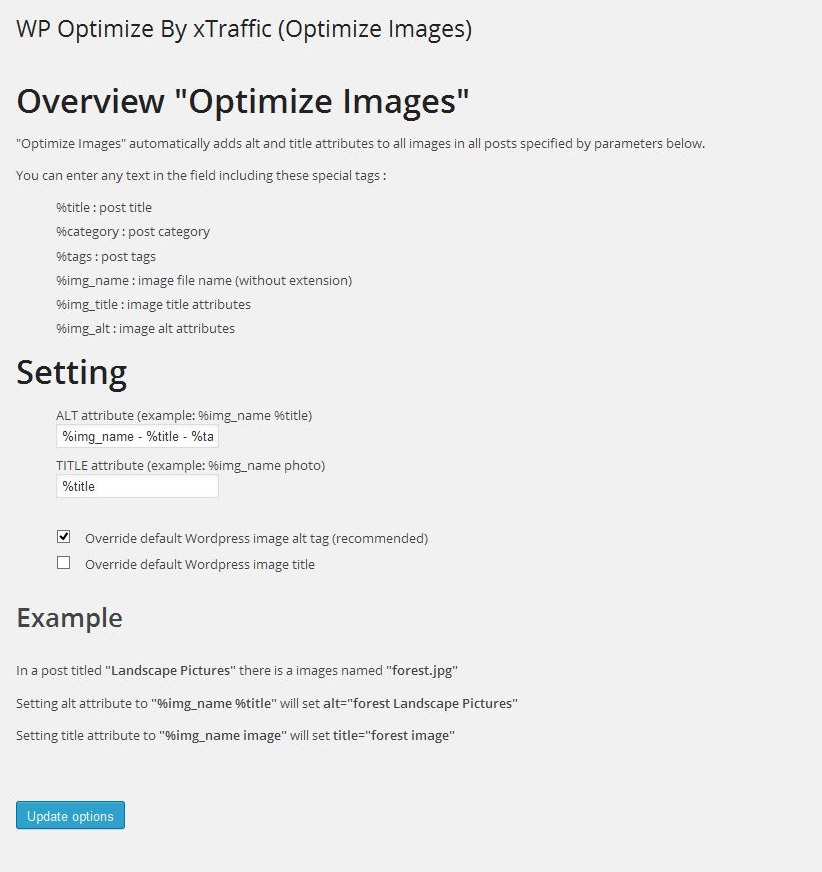 WP Optimize By xTraffic (Optimize Images)
Overview "Optimize Images"
"Optimize Images" automatically adds alt and title attributes to all images in all posts specified by parameters below.
You can enter any text in the field including these special tags :
%title : post title
%category : post category
%tags : post tags
%img_name : image file name (without extension)
%img_title : image title attributes
%img_alt : image alt attributes
Setting
ALT attribute (example: %img_name %title)
%img_name - %title - %ta
TITLE attribute (example: %img_name photo)
%title
Override default Wordpress image alt tag (recommended)
Override default Wordpress image title
Example
In a post titled "Landscape Pictures" there is a images named "forest.jpg"
Setting alt attribute to "%img_name %title" will set alt="forest Landscape Pictures"
Setting title attribute to "%img_name image" will set title="forest image"
Update options